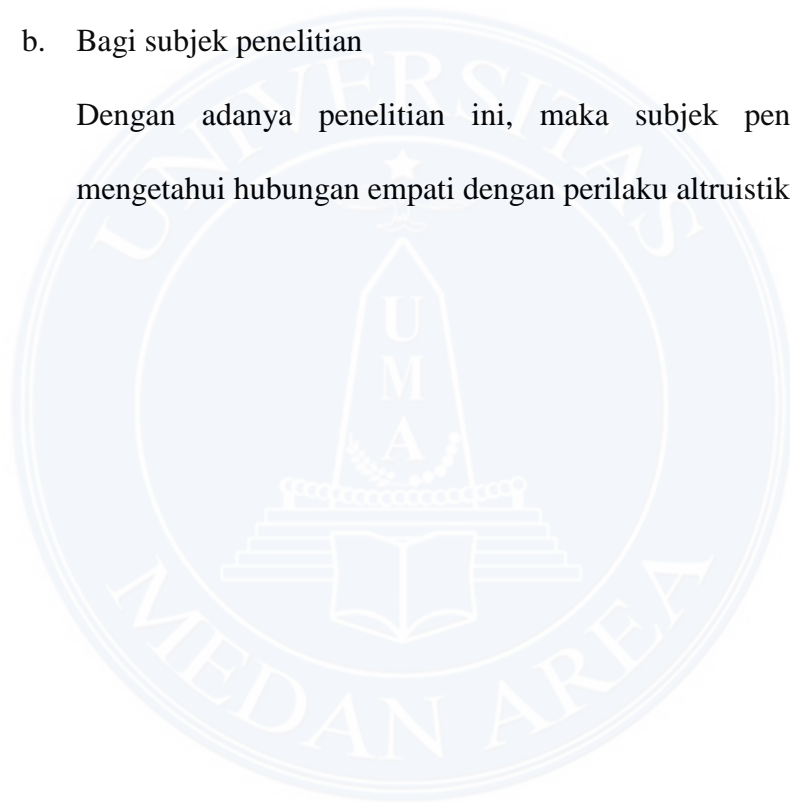 b. Bagi subjek penelitian
Dengan adanya penelitian ini, maka subjek pen
mengetahui hubungan empati dengan perilaku altruistik
UNIVERSITAS
U
M
A
MEDAN AREA